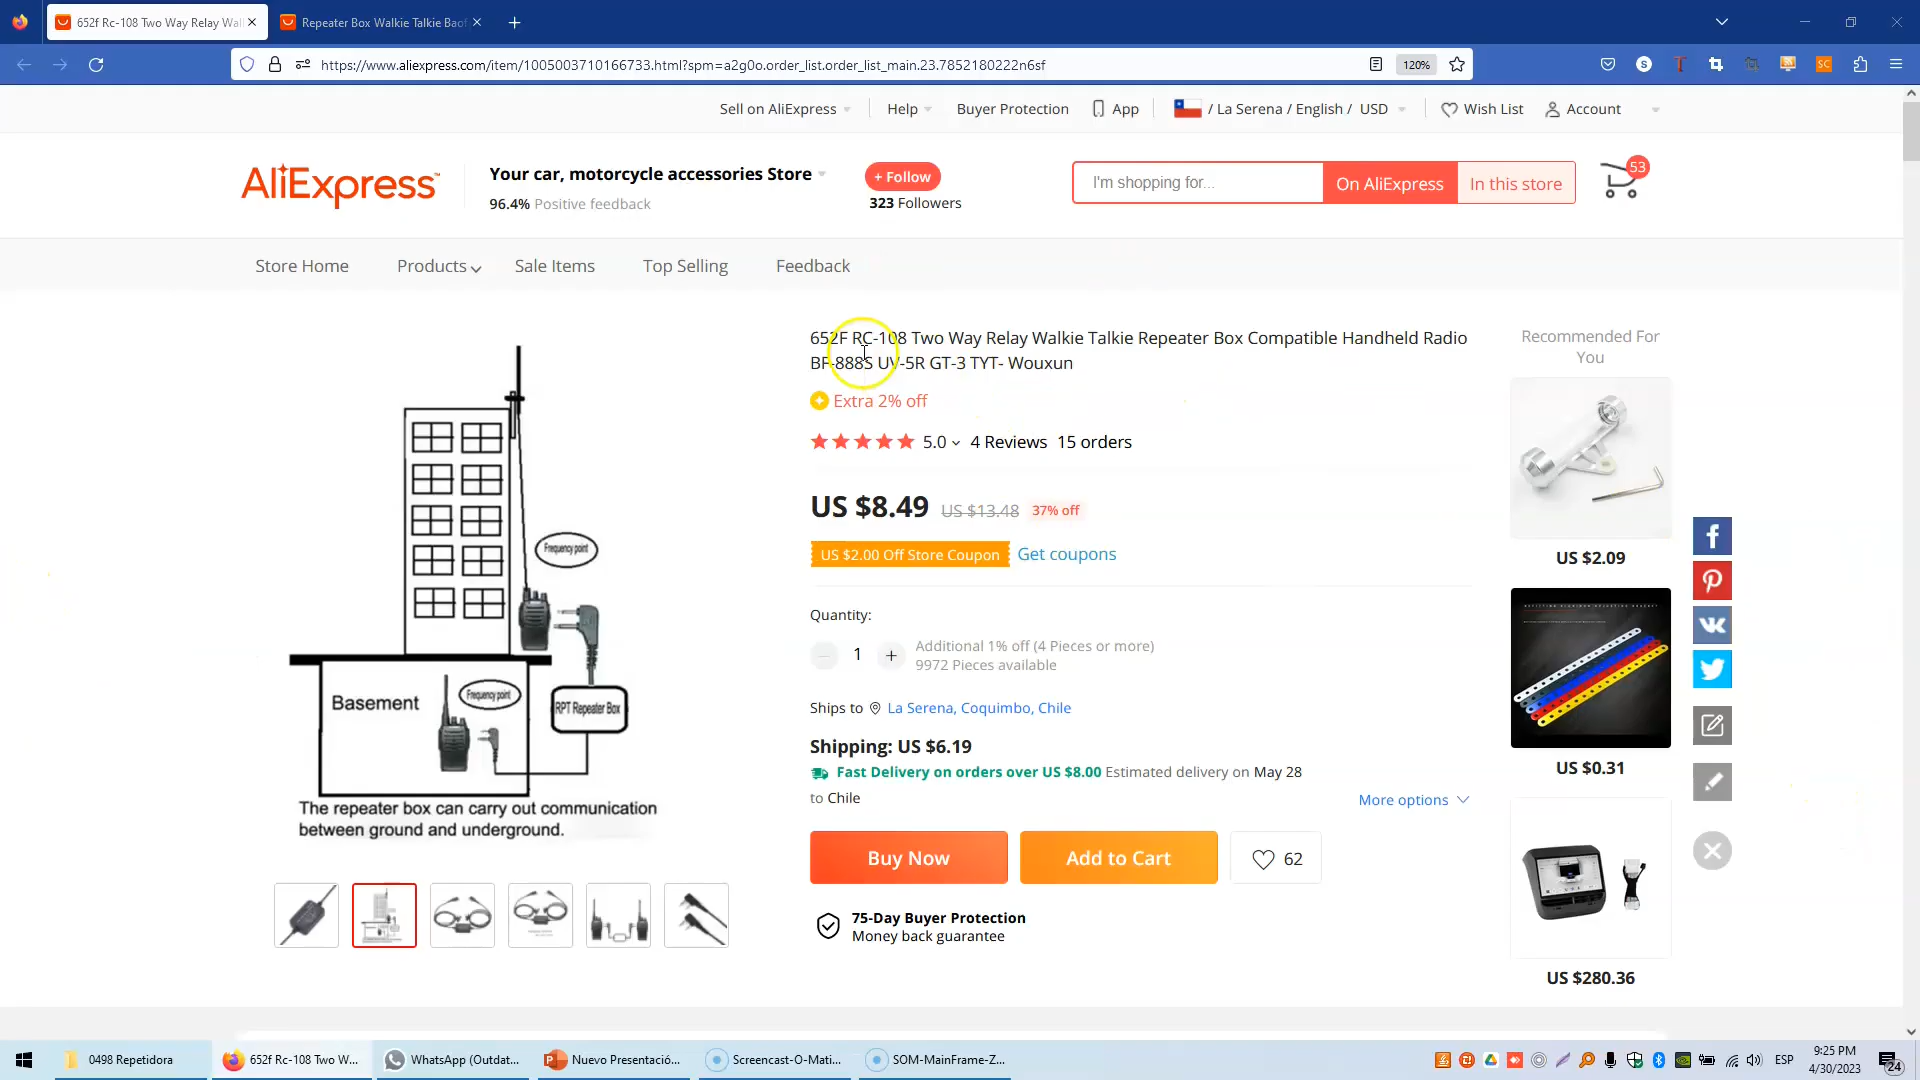 652f Rc-108 Two Way Relay Wal
Repeater Box Walkie Talkie Baof
https://www.aliexpress.com/item/1005003710166733.html?spm=a2g0o.order_list.order_list_main.23.7852180222n6sf
120%
Sell on AliExpress
Help
Buyer Protection
App
/ La Serena / English / USD
Wish List
Account
AliExpress
Your car, motorcycle accessories Store
96.4% Positive feedback
+ Follow
323 Followers
I'm shopping for...
On AliExpress
In this store
53
Store Home
Products
Sale Items
Top Selling
Feedback
652F RC-108 Two Way Relay Walkie Talkie Repeater Box Compatible Handheld Radio
BF-888S UV-5R GT-3 TYT- Wouxun
Extra 2% off
5.0
4 Reviews
15 orders
US $8.49
US $13.48
37% off
US $2.00 Off Store Coupon
Get coupons
Quantity:
1
Additional 1% off (4 Pieces or more)
9972 Pieces available
Ships to
La Serena, Coquimbo, Chile
Shipping: US $6.19
Fast Delivery on orders over US $8.00 Estimated delivery on May 28
to Chile
More options
Buy Now
Add to Cart
62
75-Day Buyer Protection
Money back guarantee
Frequency point
Basement
Frequency point
RPT Repeater Box
The repeater box can carry out communication
between ground and underground.
Recommended For
You
US $2.09
US $0.31
US $280.36
0498 Repetidora
652f Rc-108 Two W...
WhatsApp (Outdat...
Nuevo Presentació...
Screencast-O-Mati...
SOM-MainFrame-Z...
ESP
9:25 PM
4/30/2023
24